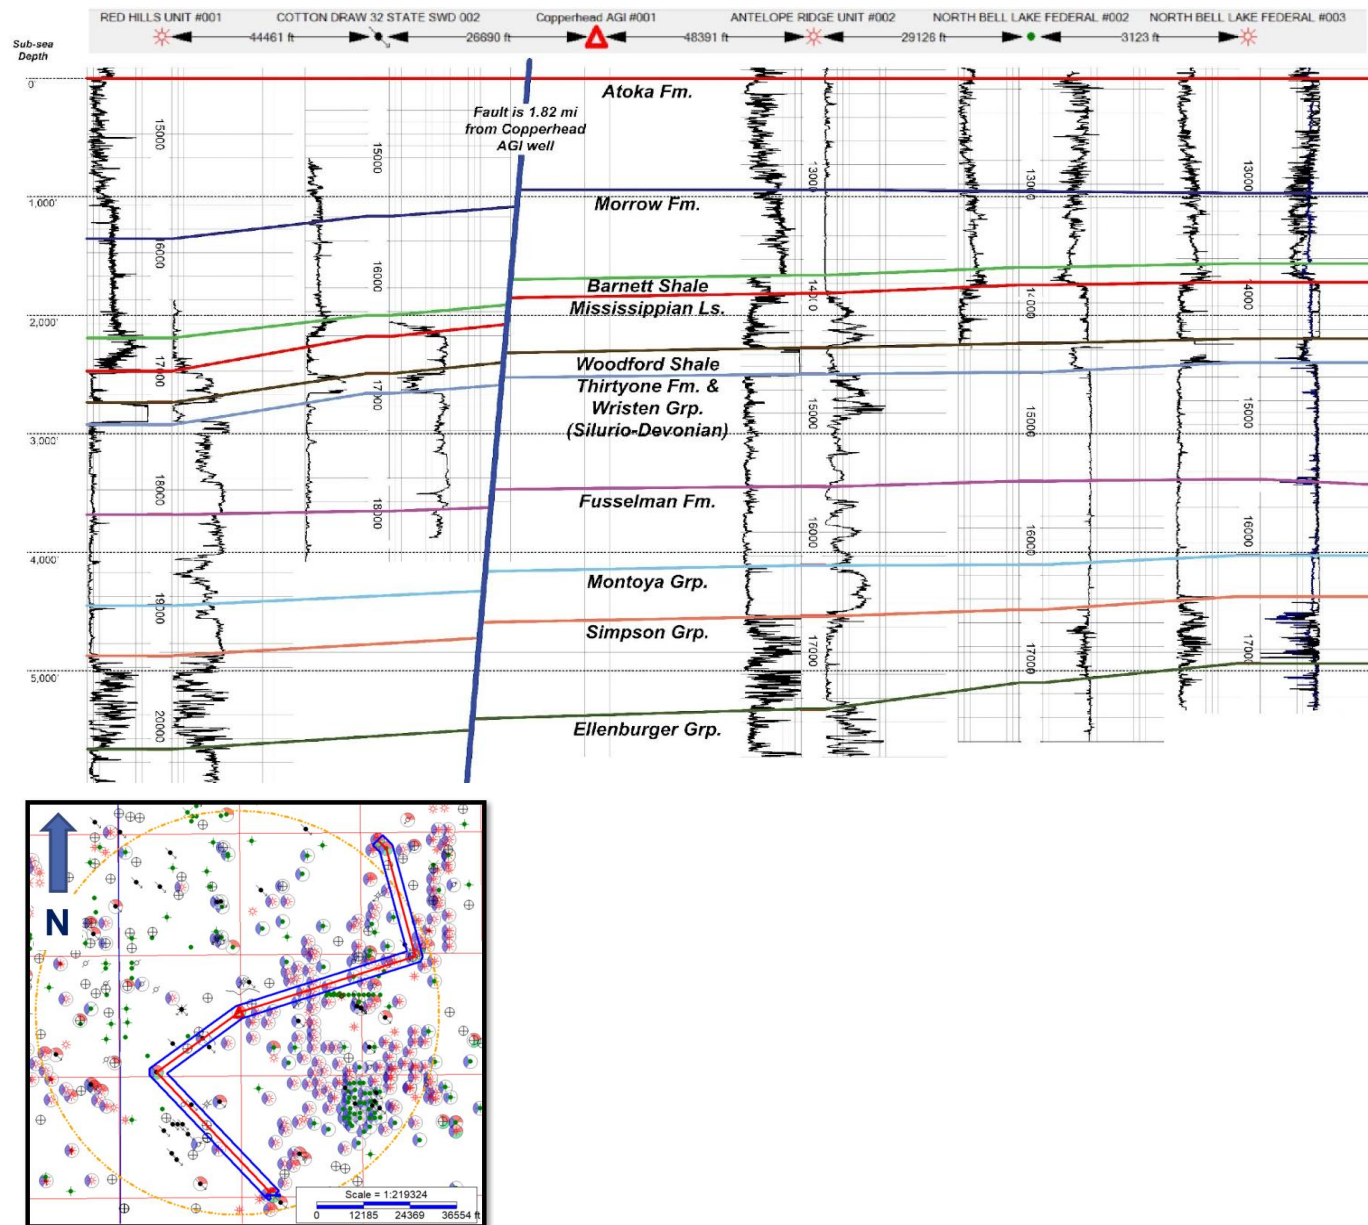 RED HILLS UNIT #001 COTTON DRAW 32 STATE SWD 002 Copperhead AGI #001 ANTELOPE RIDGE UNIT #002 NORTH BELL LAKE FEDERAL #002 NORTH BELL LAKE FEDERAL #003
44461 ft 26690 ft 48391 ft 29126 ft 3123 ft
Sub-sea
Depth
0'
Atoka Fm.
Fault is 1.82 mi
from Copperhead
AGI well
15000
15000
13000
13000
13000
1,000'
Morrow Fm.
16000
16000
Barnett Shale
14000
14000
14000
Mississippian Ls.
2,000'
17000
Woodford Shale
17000
Thirtyone Fm. &
Wristen Grp.
(Silurio-Devonian)
15000
15000
15000
3,000'
18000
18000
Fusselman Fm.
16000
16000
16000
4,000'
Montoya Grp.
19000
Simpson Grp.
17000
17000
17000
5,000'
20000
Ellenburger Grp.
N
Scale = 1:219324
0 12185 24369 36554 ft